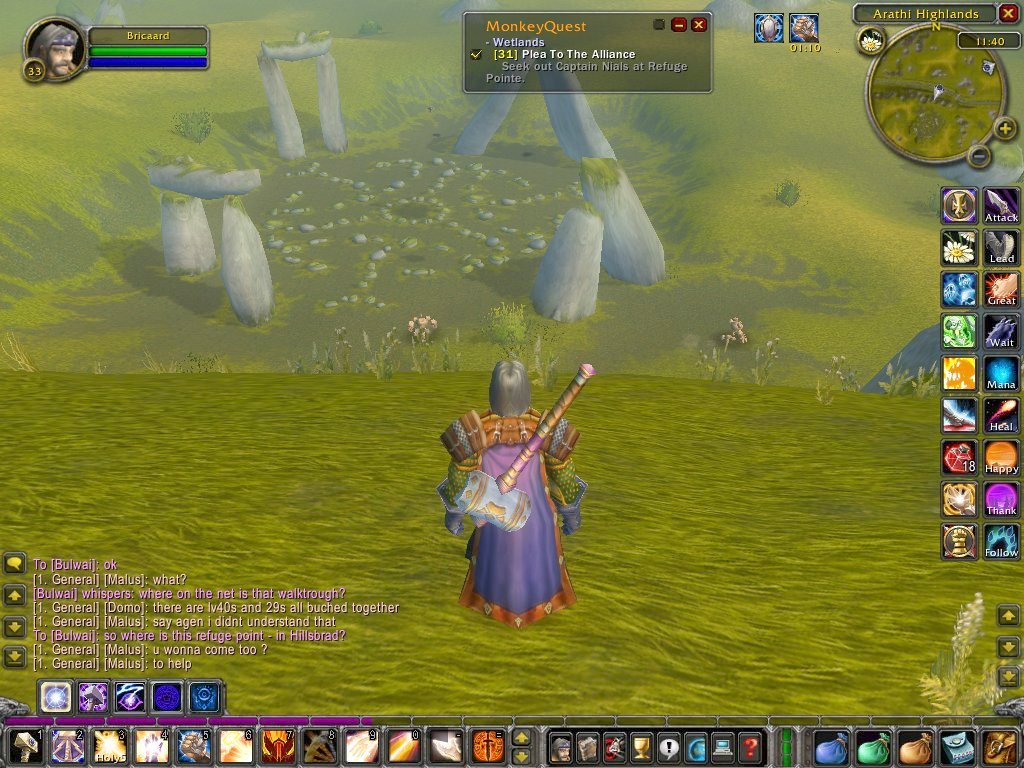 Bricaard
33
MonkeyQuest
- Wetlands
[31] Plea To The Alliance
Seek out Captain Nials at Refuge
Pointe.
01:10
Arathi Highlands
N
11:40
Attack
Lead
Great
Wait
Mana
Heal
18
Happy
Thank
Follow
To [Bulwai]: ok
[1. General] [Malus]: what?
[Bulwai] whispers: where on the net is that walktrough?
[1. General] [Domo]: there are lv40s and 29s all buched together
[1. General] [Malus]: say agen i didnt understand that
To [Bulwai]: so where is this refuge point - in Hillsbrad?
[1. General] [Malus]: u wonna come too ?
[1. General] [Malus]: to help
1 2 3 4 5 6 7 8 9 0 - =
Holy5